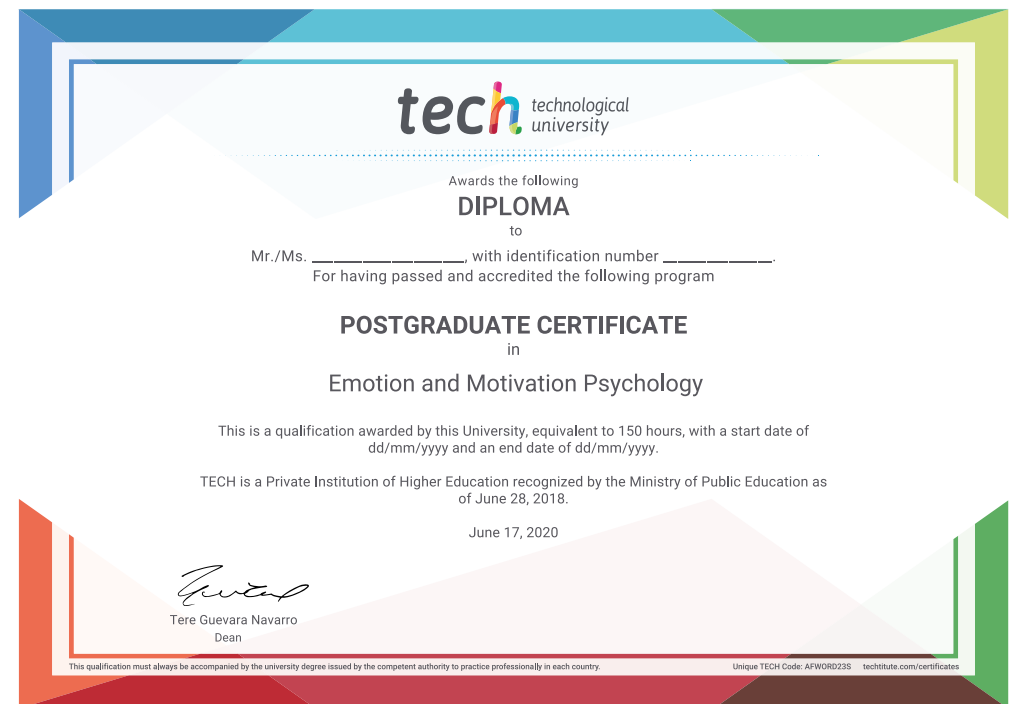 tech technological
university
Awards the following
DIPLOMA
to
Mr./Ms. ____________________, with identification number ______________.
For having passed and accredited the following program
POSTGRADUATE CERTIFICATE
in
Emotion and Motivation Psychology
This is a qualification awarded by this University, equivalent to 150 hours, with a start date of
dd/mm/yyyy and an end date of dd/mm/yyyy.
TECH is a Private Institution of Higher Education recognized by the Ministry of Public Education as
of June 28, 2018.
June 17, 2020
Tere Guevara Navarro
Dean
This qualification must always be accompanied by the university degree issued by the competent authority to practice professionally in each country.
Unique TECH Code: AFWORD23S techtitute.com/certificates